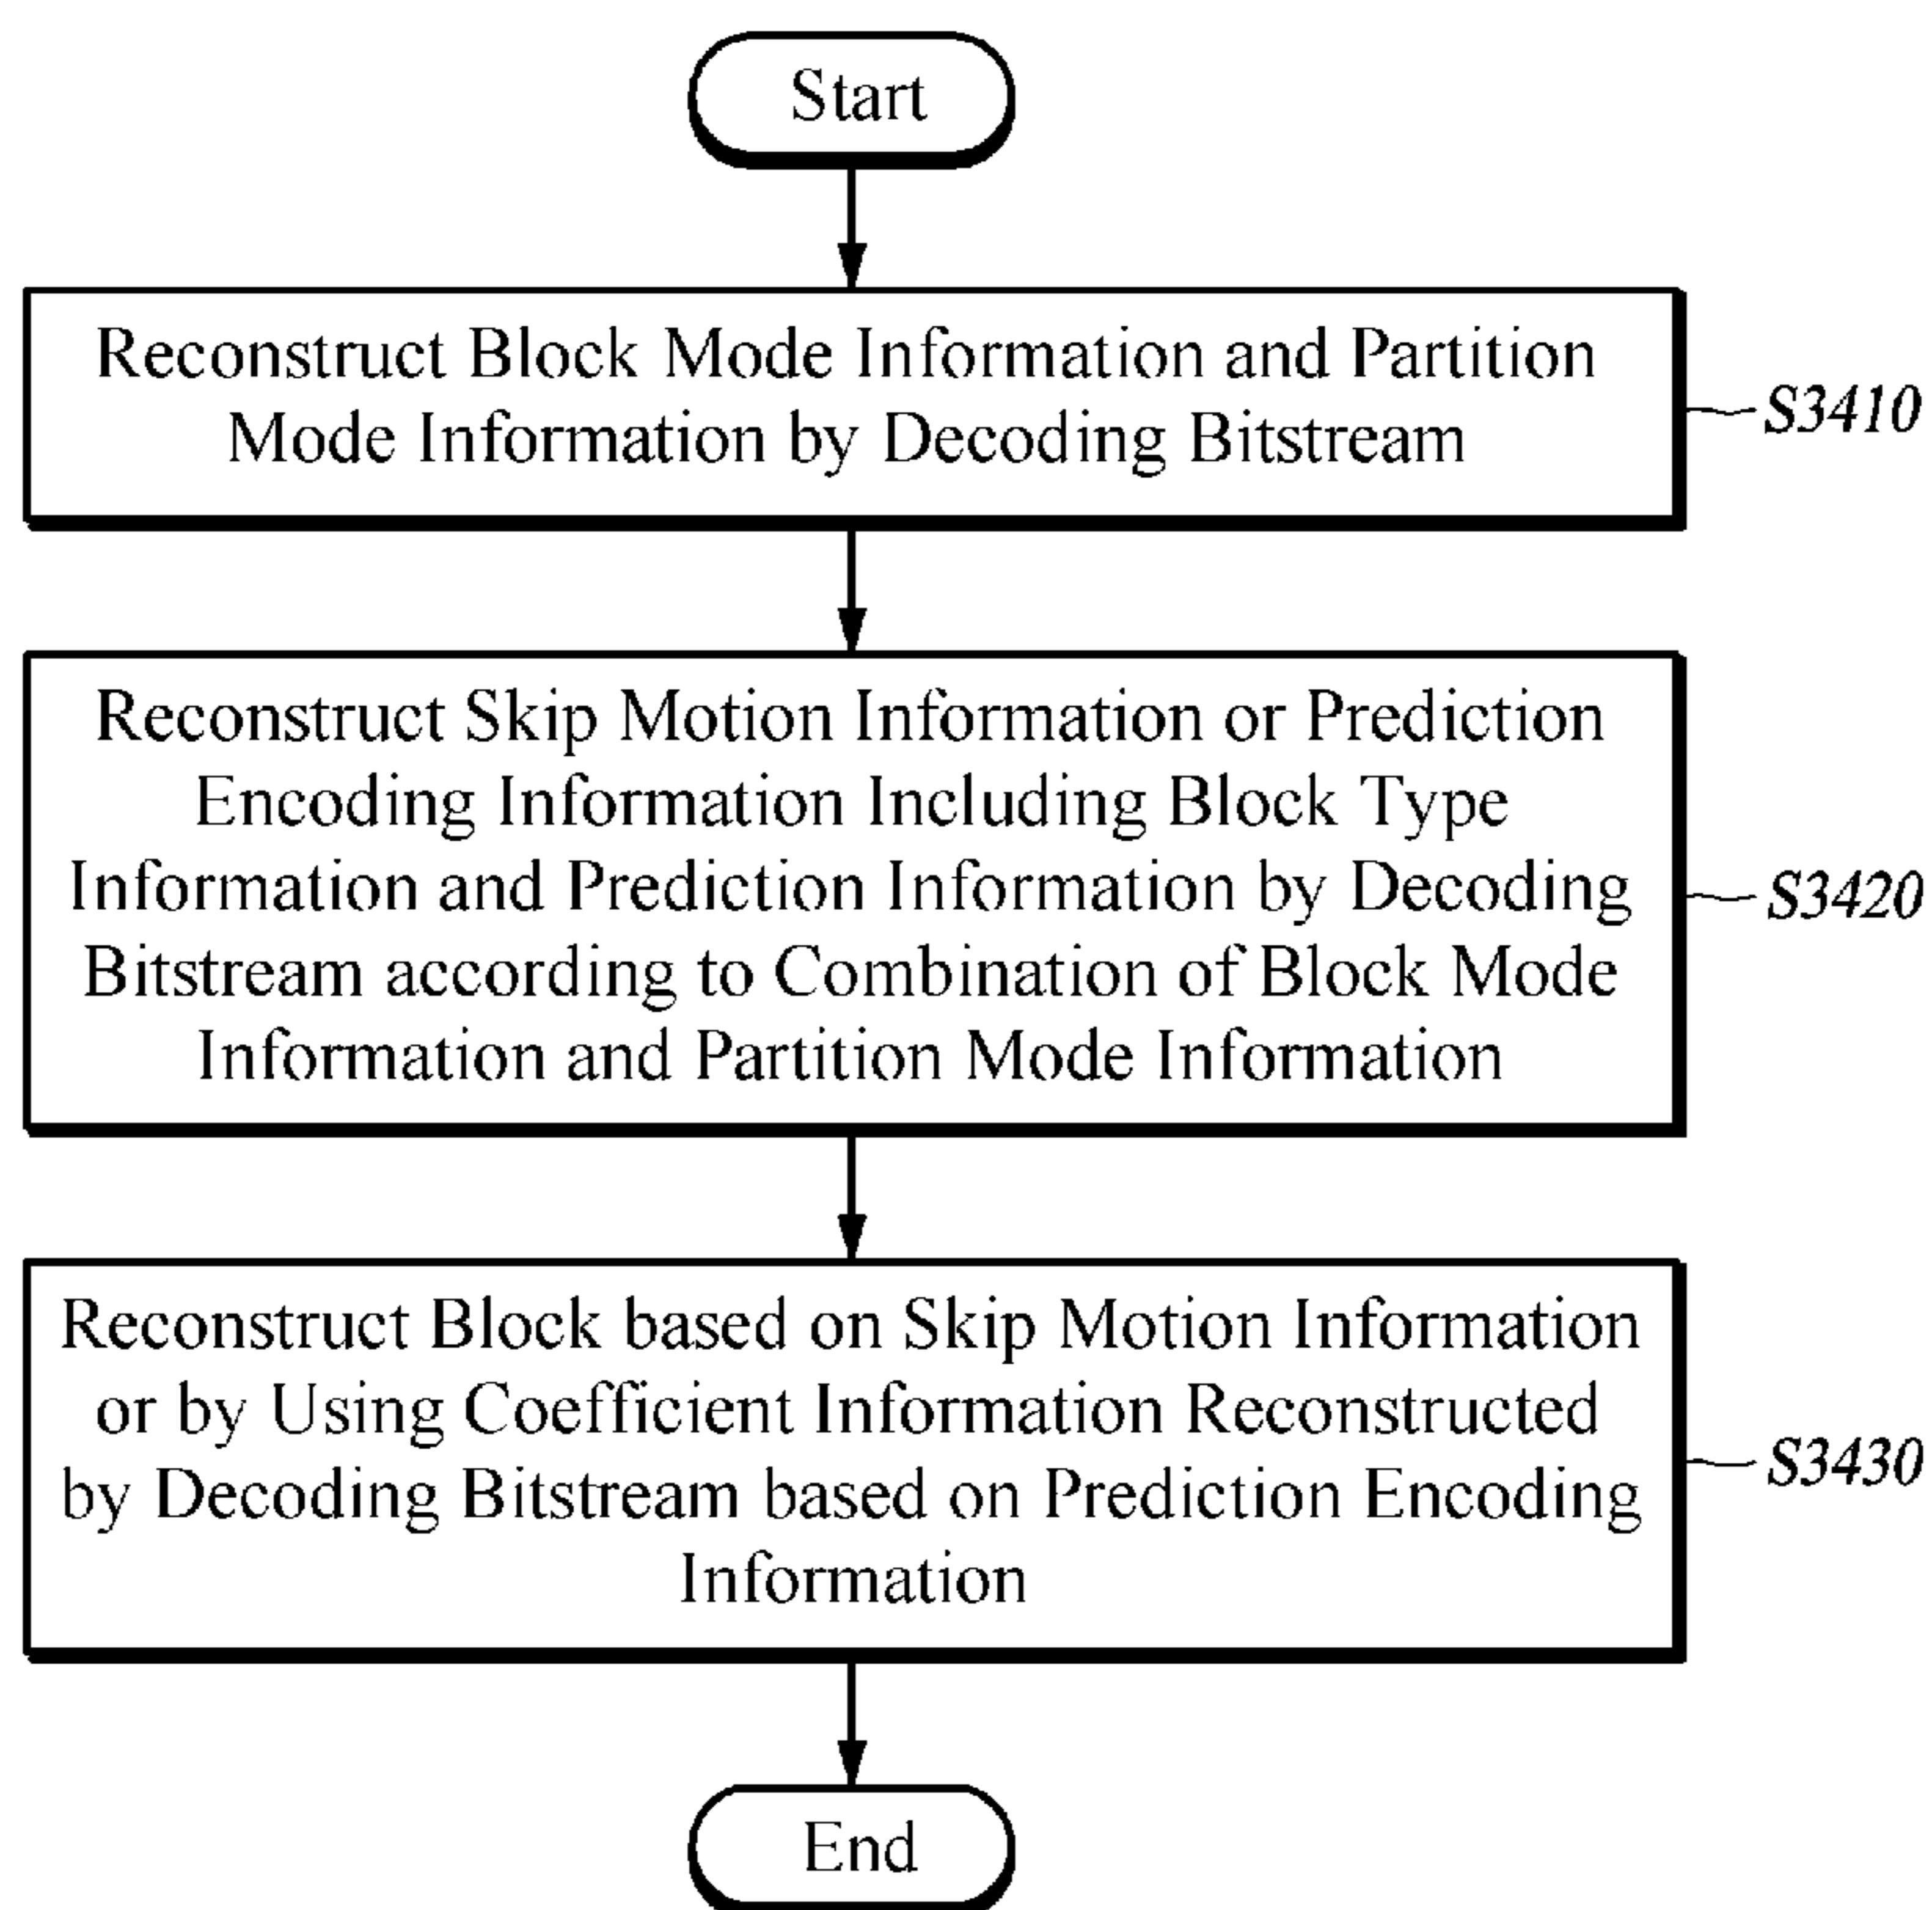 Start
Reconstruct Block Mode Information and Partition
Mode Information by Decoding Bitstream
S3410
Reconstruct Skip Motion Information or Prediction
Encoding Information Including Block Type
Information and Prediction Information by Decoding
Bitstream according to Combination of Block Mode
Information and Partition Mode Information
S3420
Reconstruct Block based on Skip Motion Information
or by Using Coefficient Information Reconstructed
by Decoding Bitstream based on Prediction Encoding
Information
S3430
End